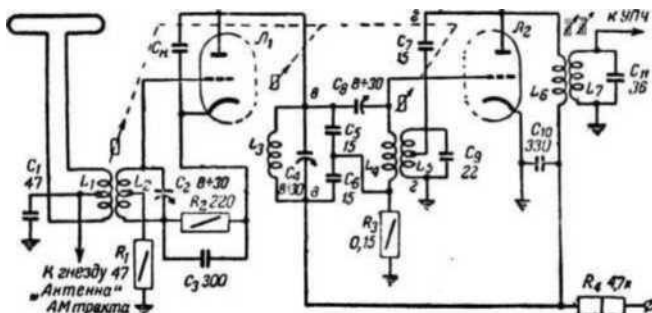 к УПЧ
Л1
Л2
Cн
C7
15
г
в
C8 8÷30
L6
L7
C11
36
L3
C5
15
C4
8÷30
C6
15
L4
L5
C9
22
C10
330
C1
47
L1
L2
C2 8÷30
R2 220
в
г
R3
0,15
R1
47
C3 300
К гнезду
„Антенна"
АМ тракта
R4 47к